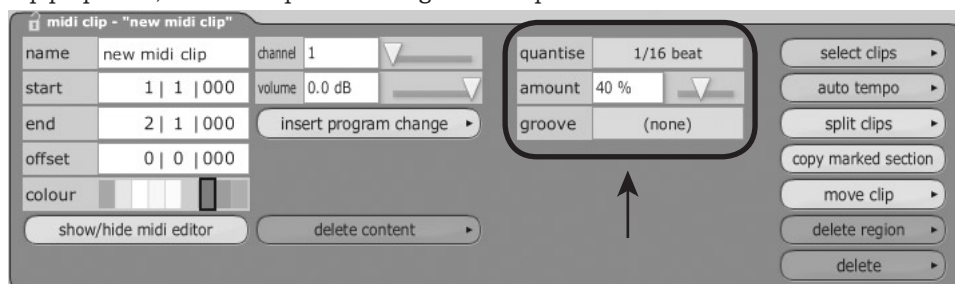 midi clip - "new midi clip"
name new midi clip
start 1| 1 |000
end 2| 1 |000
offset 0| 0 |000
colour
show/hide midi editor
channel 1
volume 0.0 dB
insert program change
delete content
quantise 1/16 beat
amount 40 %
groove (none)
select clips
auto tempo
split clips
copy marked section
move clip
delete region
delete